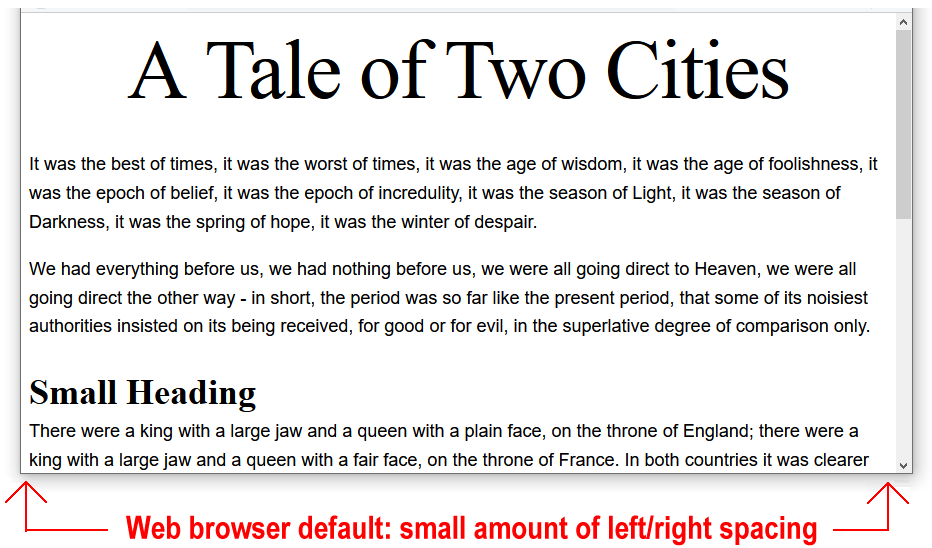 A Tale of Two Cities
It was the best of times, it was the worst of times, it was the age of wisdom, it was the age of foolishness, it
was the epoch of belief, it was the epoch of incredulity, it was the season of Light, it was the season of
Darkness, it was the spring of hope, it was the winter of despair.
We had everything before us, we had nothing before us, we were all going direct to Heaven, we were all
going direct the other way - in short, the period was so far like the present period, that some of its noisiest
authorities insisted on its being received, for good or for evil, in the superlative degree of comparison only.
Small Heading
There were a king with a large jaw and a queen with a plain face, on the throne of England; there were a
king with a large jaw and a queen with a fair face, on the throne of France. In both countries it was clearer
Web browser default: small amount of left/right spacing